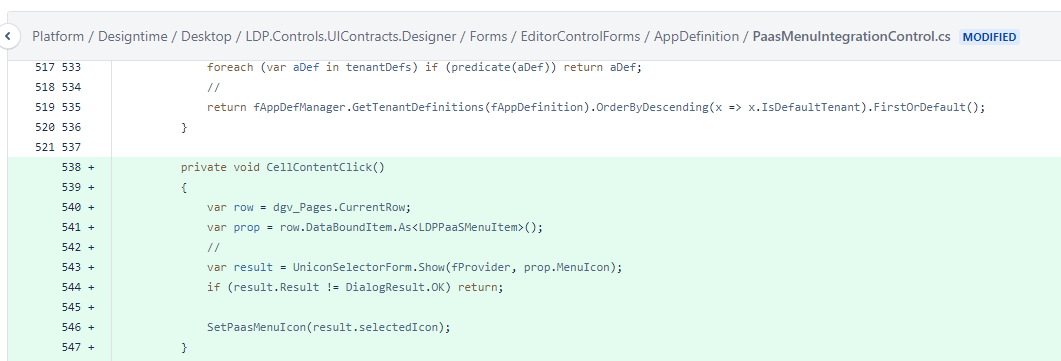 Platform / Designtime / Desktop / LDP.Controls.UIContracts.Designer / Forms / EditorControlForms / AppDefinition / PaasMenuIntegrationControl.cs MODIFIED
517 533 foreach (var aDef in tenantDefs) if (predicate(aDef)) return aDef;
518 534 //
519 535 return fAppDefManager.GetTenantDefinitions(fAppDefinition).OrderByDescending(x => x.IsDefaultTenant).FirstOrDefault();
520 536 }
521 537
538 + private void CellContentClick()
539 + {
540 + var row = dgv_Pages.CurrentRow;
541 + var prop = row.DataBoundItem.As<LDPPaaSMenuItem>();
542 + //
543 + var result = UniconSelectorForm.Show(fProvider, prop.MenuIcon);
544 + if (result.Result != DialogResult.OK) return;
545 +
546 + SetPaasMenuIcon(result.selectedIcon);
547 + }